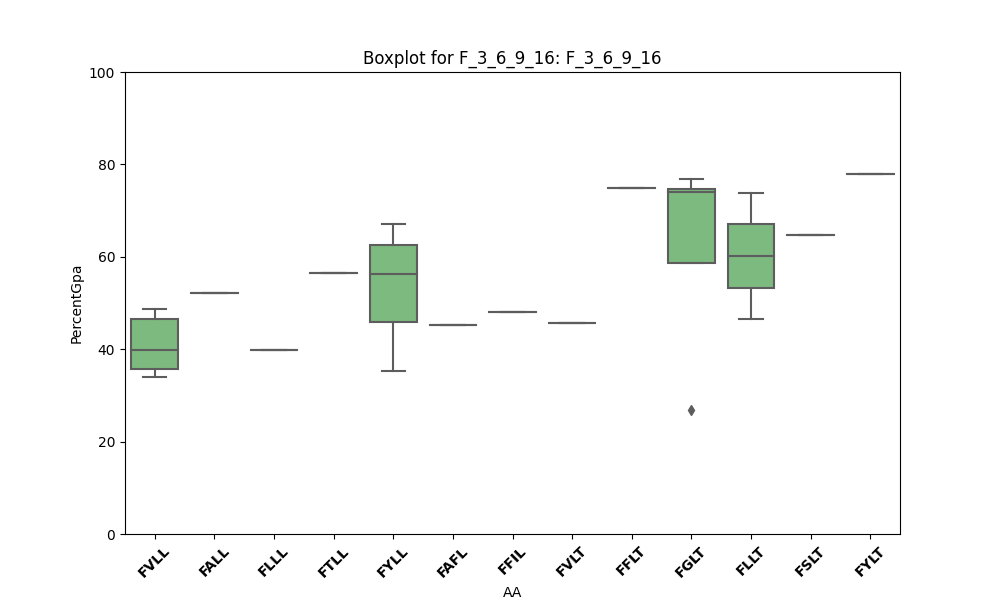 Boxplot for F_3_6_9_16: F_3_6_9_16
PercentGpa
100
80
60
40
20
0
FVLL FALL FLLL FTLL FYLL FAFL FFIL FVLT FFLT FGLT FLLT FSLT FYLT
AA